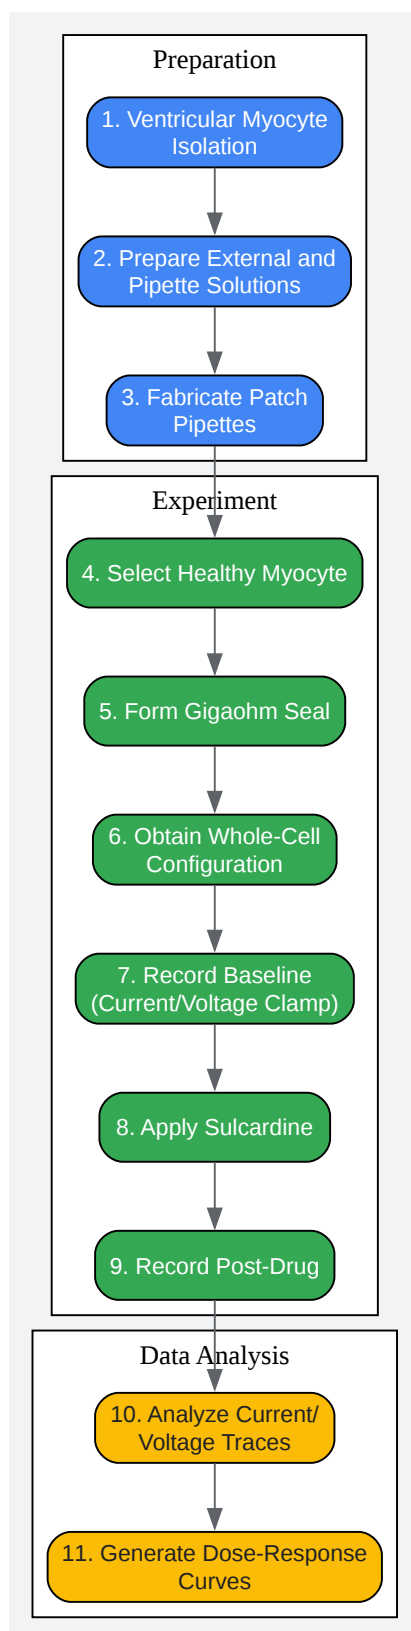 Preparation
1. Ventricular Myocyte
Isolation
2. Prepare External and
Pipette Solutions
3. Fabricate Patch
Pipettes
Experiment
4. Select Healthy Myocyte
5. Form Gigaohm Seal
6. Obtain Whole-Cell
Configuration
7. Record Baseline
(Current/Voltage Clamp)
8. Apply Sulcardine
9. Record Post-Drug
Data Analysis
10. Analyze Current/
Voltage Traces
11. Generate Dose-Response
Curves